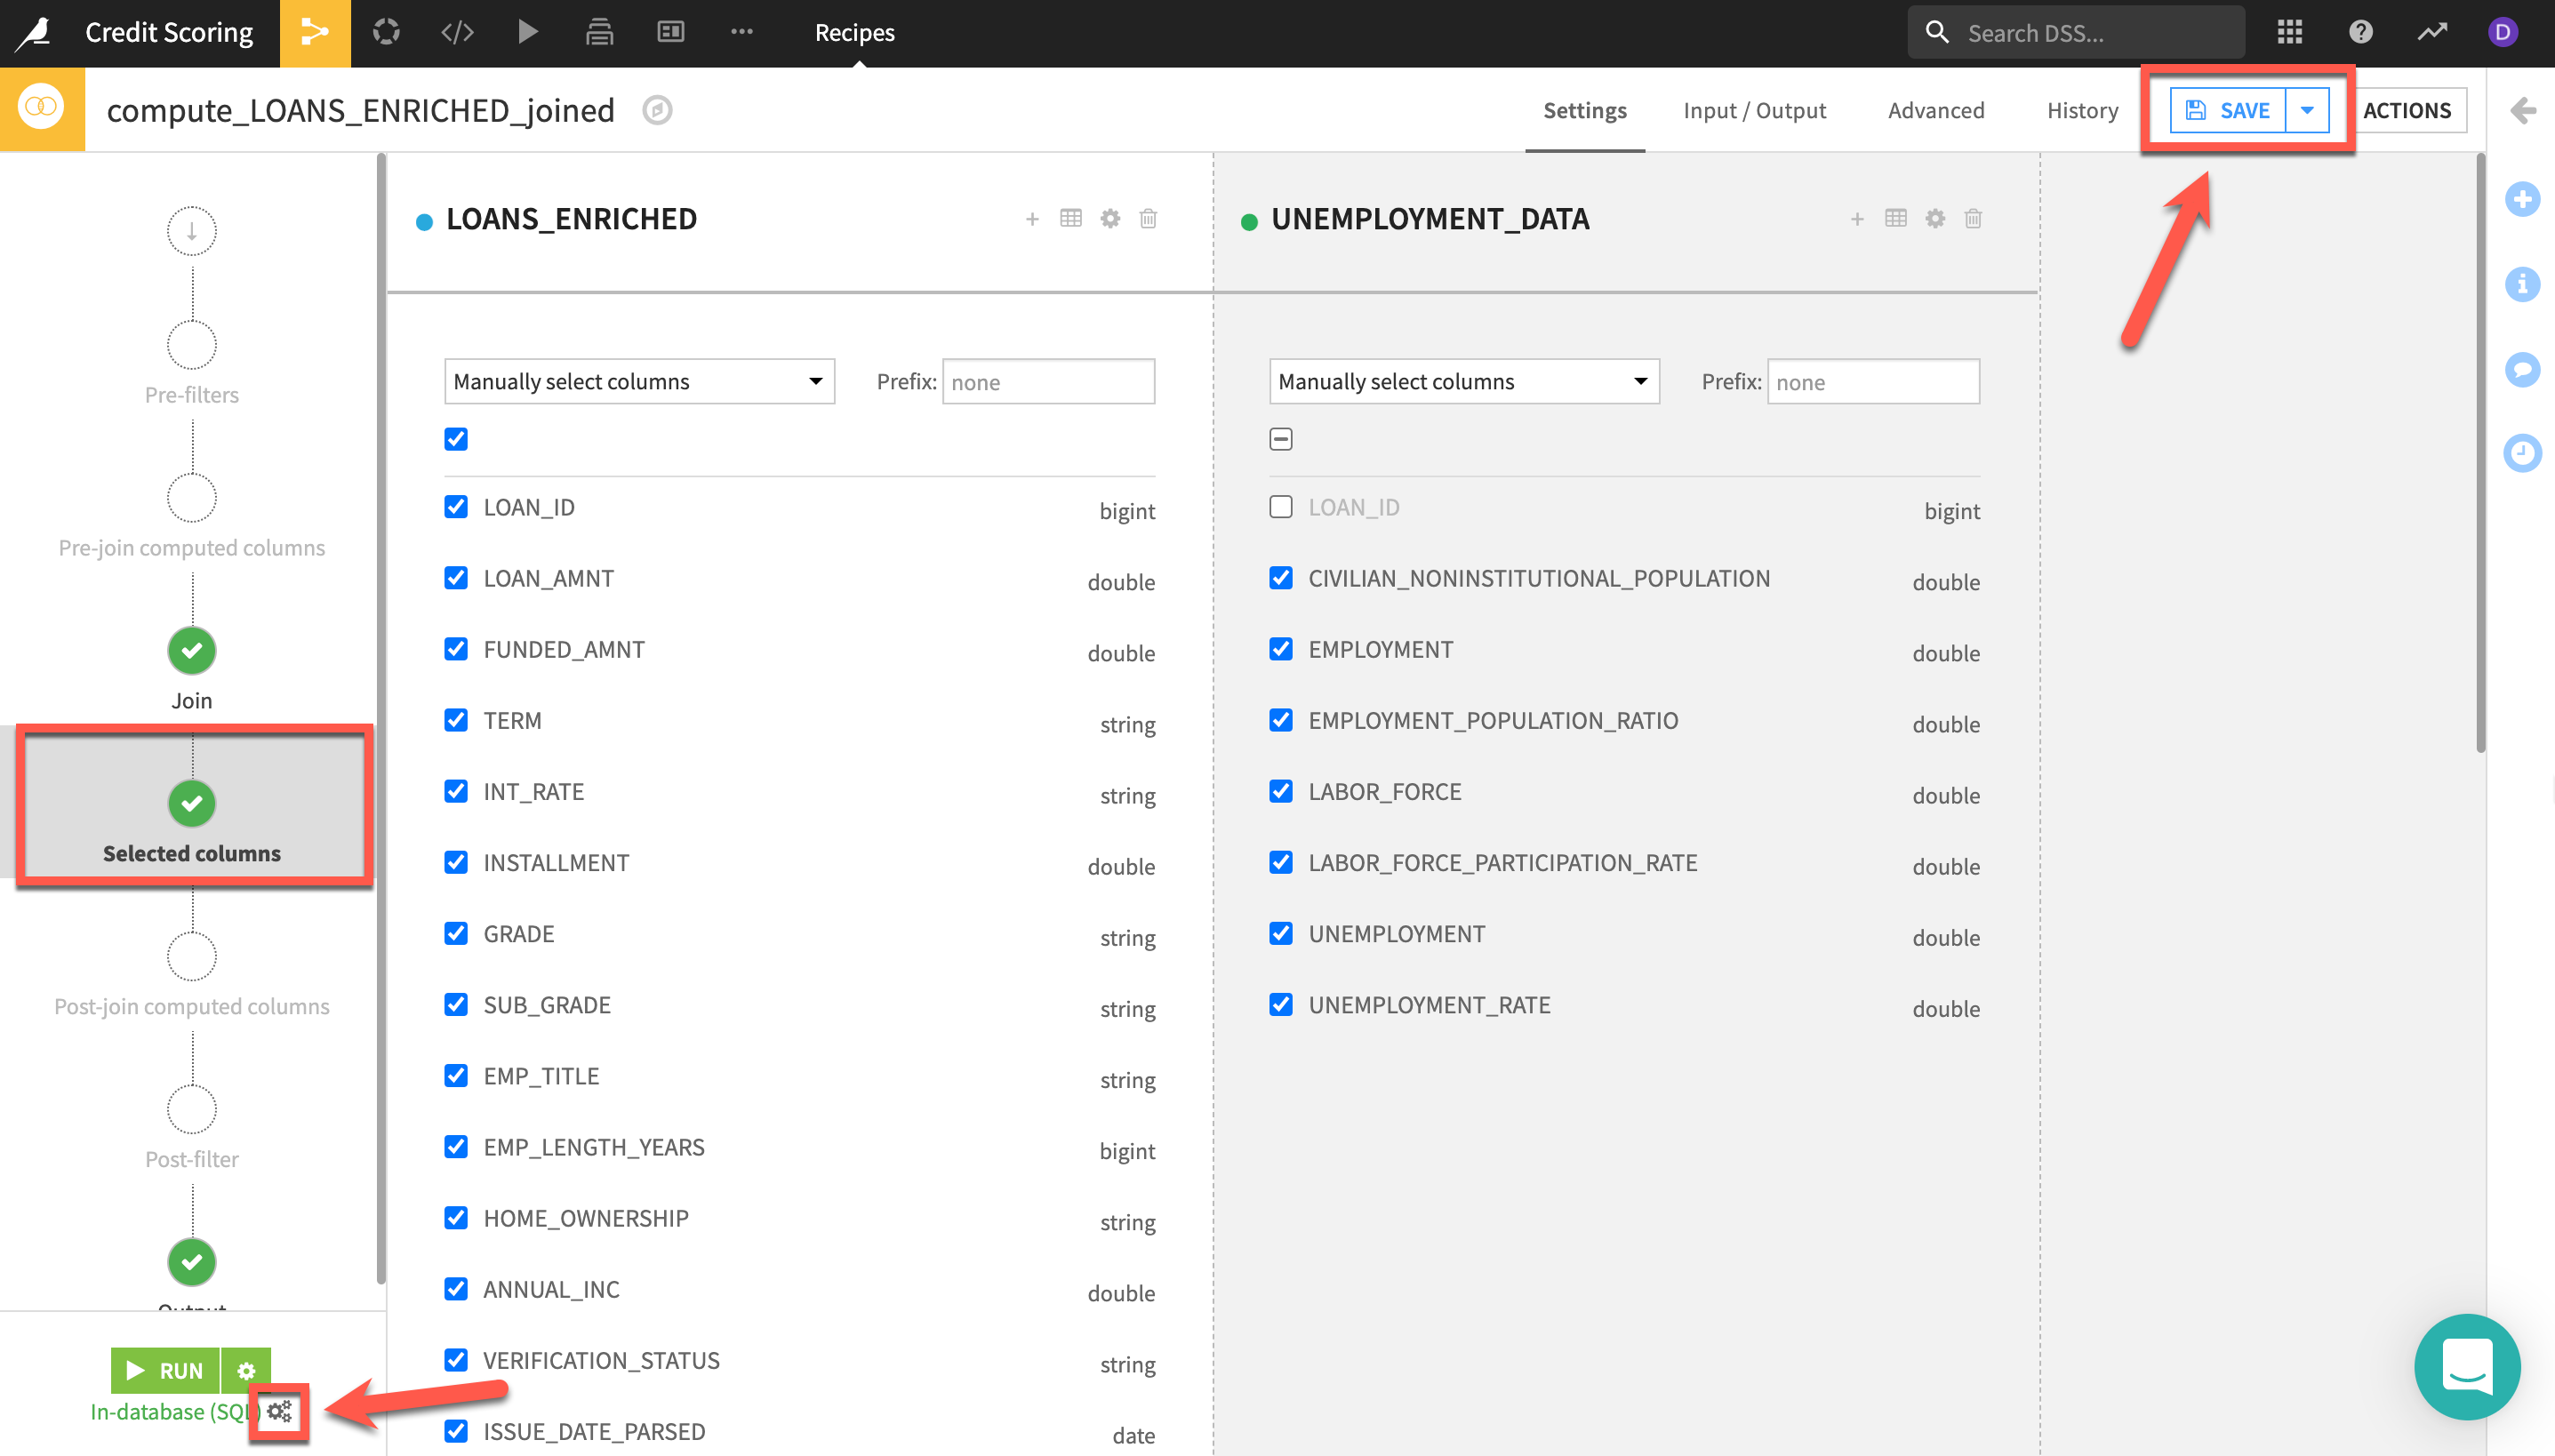 Credit Scoring
Recipes
Search DSS...
D
compute_LOANS_ENRICHED_joined
Settings
Input / Output
Advanced
History
SAVE
ACTIONS
Pre-filters
Pre-join computed columns
Join
Selected columns
Post-join computed columns
Post-filter
Output
RUN
In-database (SQL)
LOANS_ENRICHED
Manually select columns
Prefix: none
LOAN_ID bigint
LOAN_AMNT double
FUNDED_AMNT double
TERM string
INT_RATE string
INSTALLMENT double
GRADE string
SUB_GRADE string
EMP_TITLE string
EMP_LENGTH_YEARS bigint
HOME_OWNERSHIP string
ANNUAL_INC double
VERIFICATION_STATUS string
ISSUE_DATE_PARSED date
UNEMPLOYMENT_DATA
Manually select columns
Prefix: none
LOAN_ID bigint
CIVILIAN_NONINSTITUTIONAL_POPULATION double
EMPLOYMENT double
EMPLOYMENT_POPULATION_RATIO double
LABOR_FORCE double
LABOR_FORCE_PARTICIPATION_RATE double
UNEMPLOYMENT double
UNEMPLOYMENT_RATE double